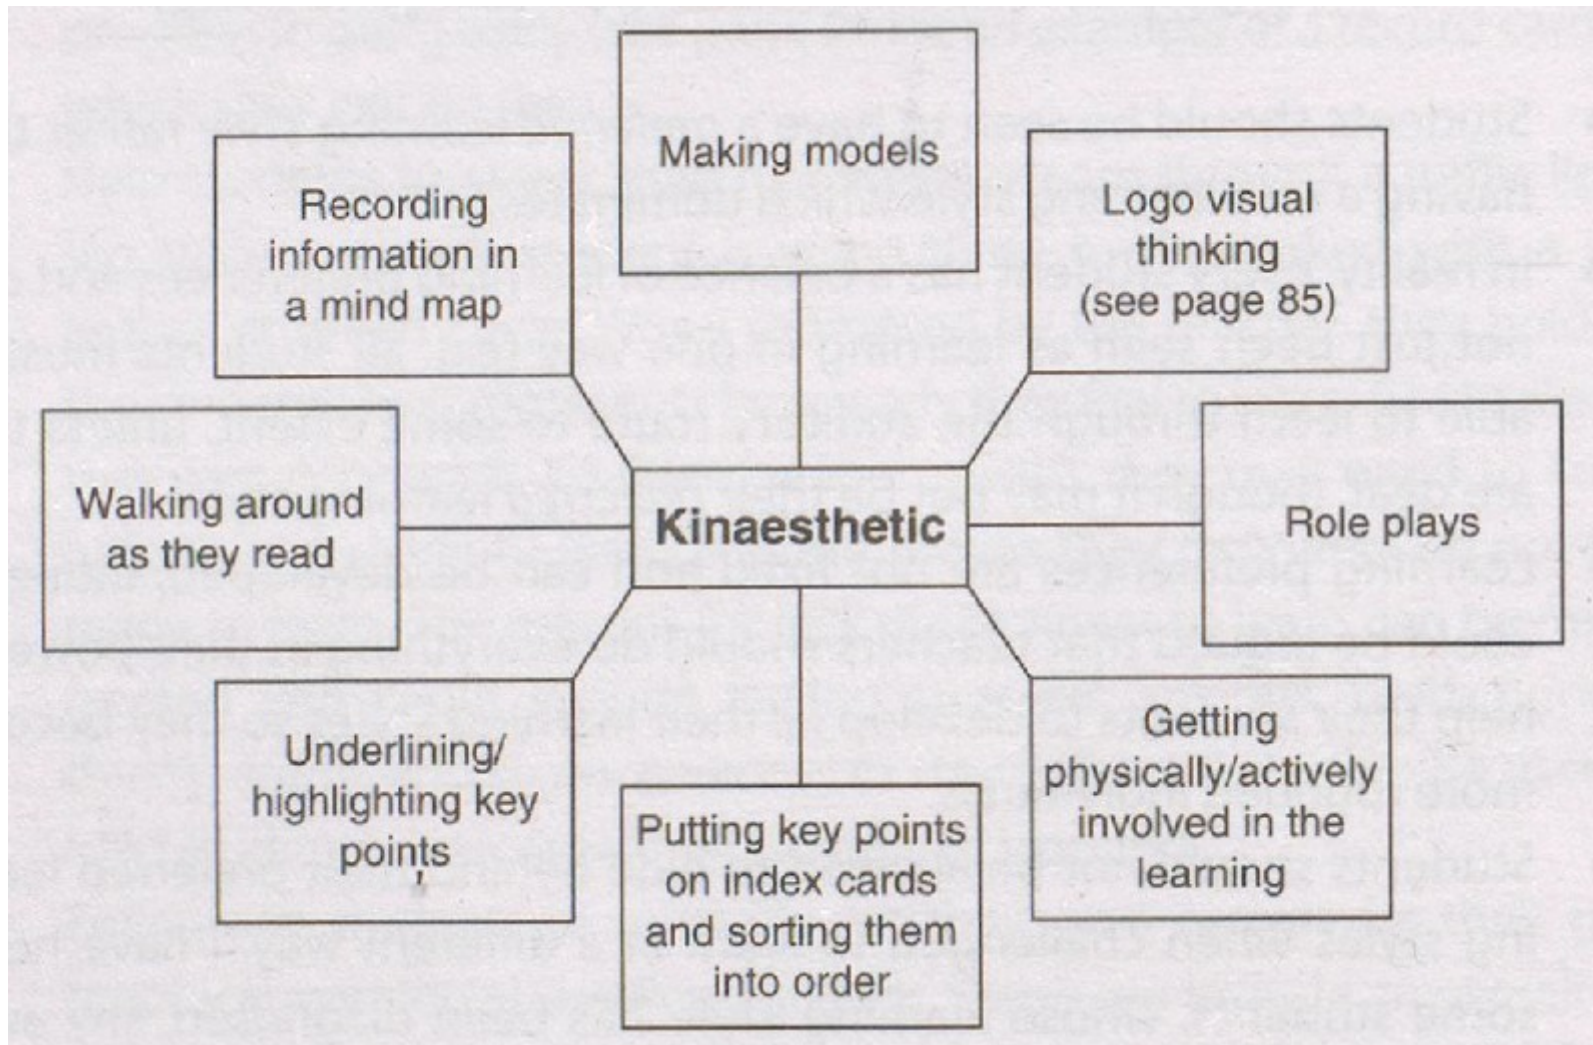 Making models
Recording
information in
a mind map
Logo visual
thinking
(see page 85)
Walking around
as they read
Kinaesthetic
Role plays
Underlining/
highlighting key
points
Putting key points
on index cards
and sorting them
into order
Getting
physically/actively
involved in the
learning